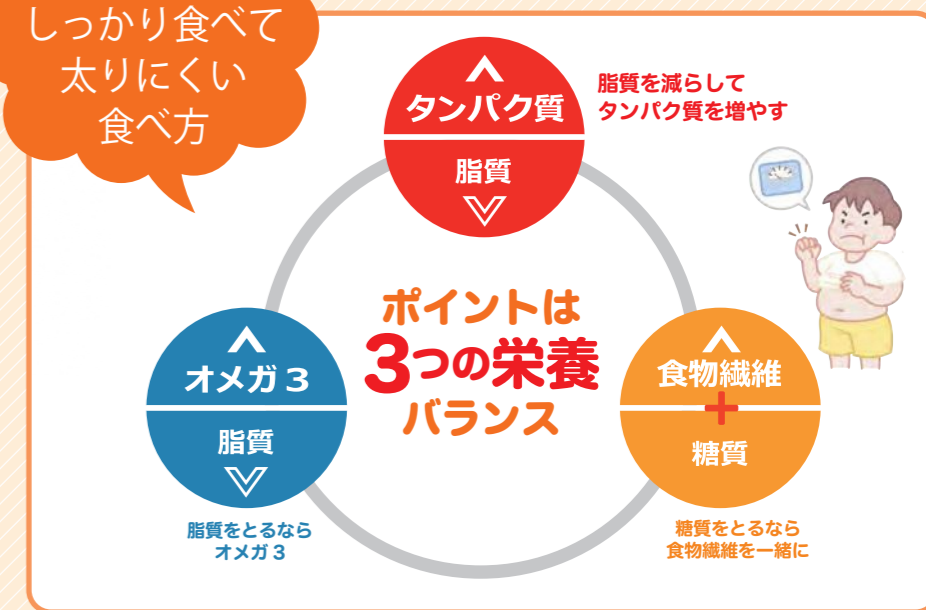 しっかり食べて
太りにくい
食べ方
タンパク質
脂質
脂質を減らして
タンパク質を増やす
ポイントは
3つの栄養
バランス
オメガ3
脂質
脂質をとるなら
オメガ3
食物繊維
+
糖質
糖質をとるなら
食物繊維を一緒に